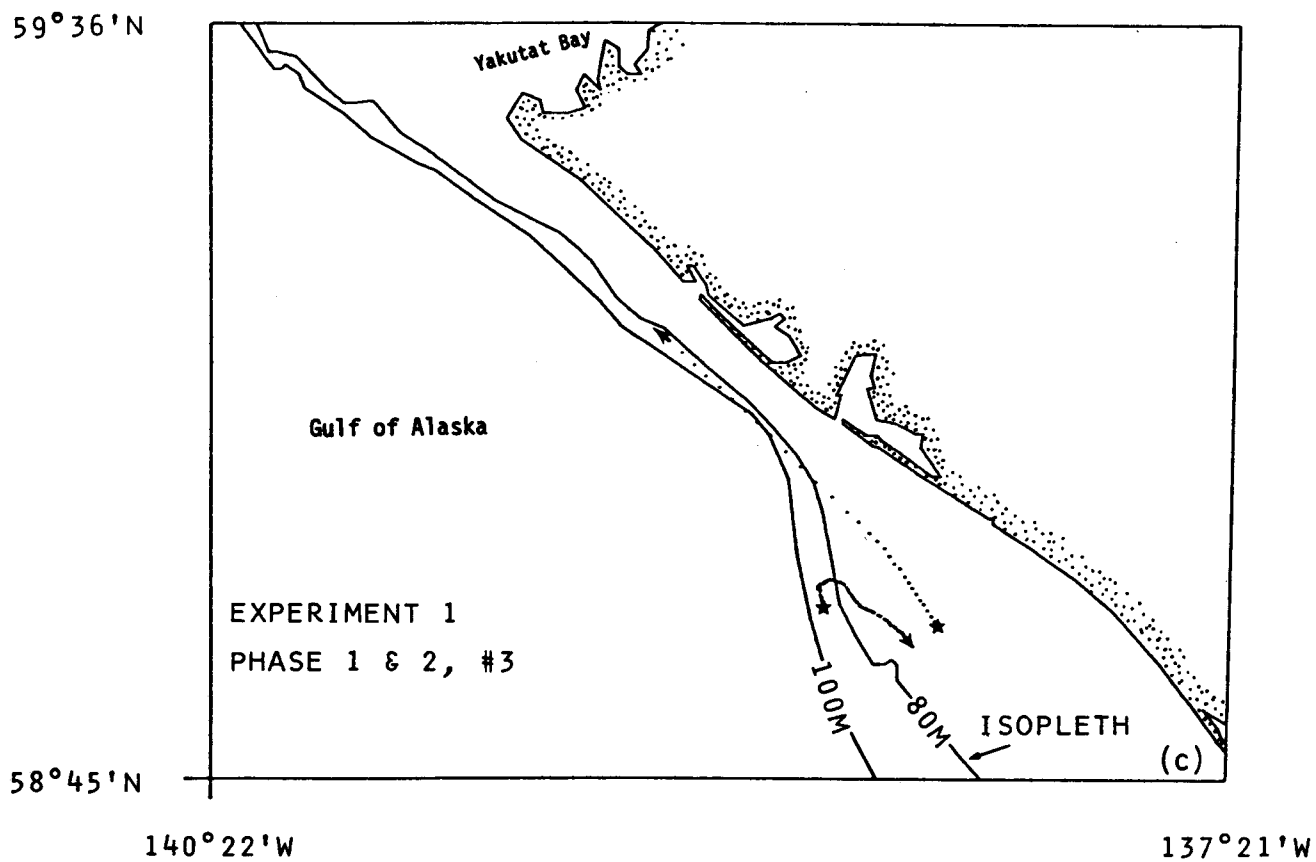 59°36'N
Yakutat Bay
Gulf of Alaska
EXPERIMENT 1
PHASE 1 & 2, #3
100M
80M
ISOPLETH
(c)
58°45'N
140°22'W
137°21'W